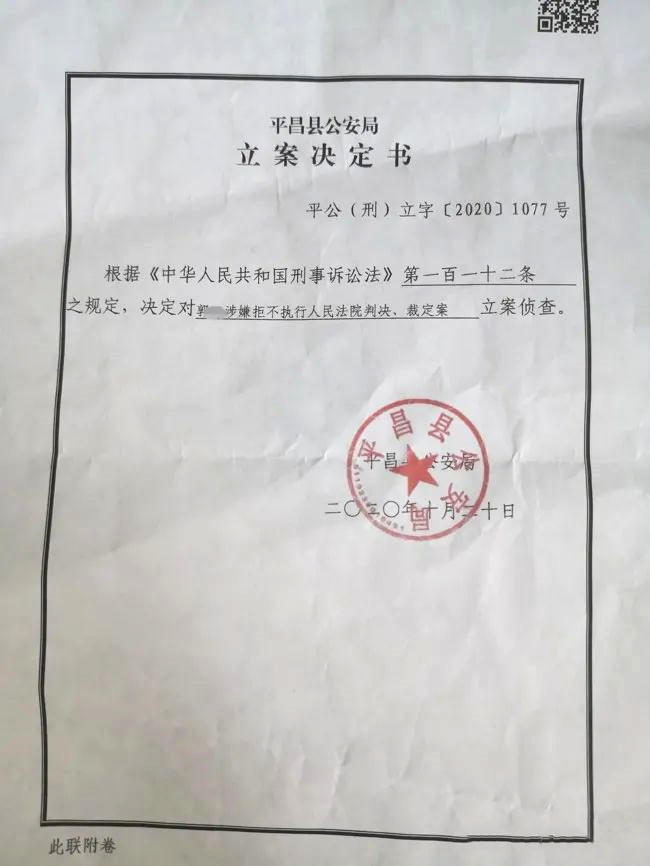 平昌县公安局
立案决定书
平公（刑）立字〔2020〕1077号
根据《中华人民共和国刑事诉讼法》第一百一十二条
之规定，决定对郭 涉嫌拒不执行人民法院判决、裁定案 立案侦查。
平昌县公安局
平昌 公安局
二〇二〇年十月二十日
此联附卷